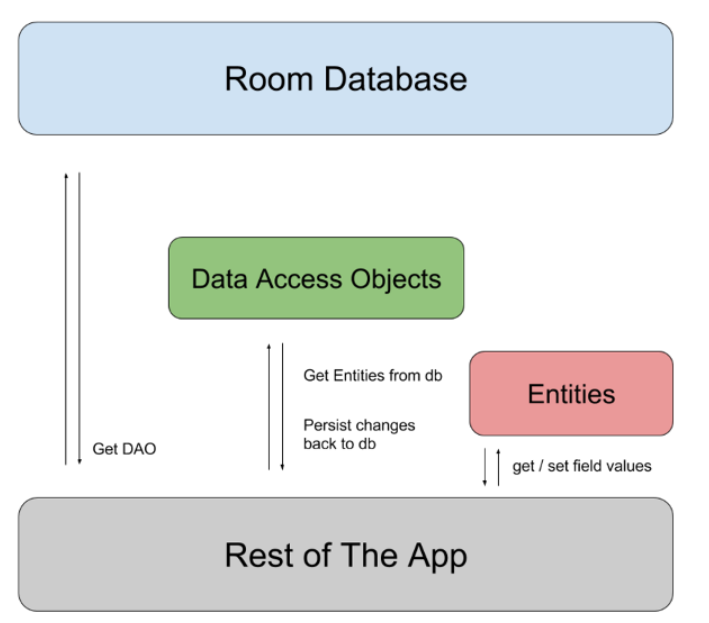 Room Database
Data Access Objects
Get Entities from db
Persist changes
back to db
Entities
Get DAO
get / set field values
Rest of The App